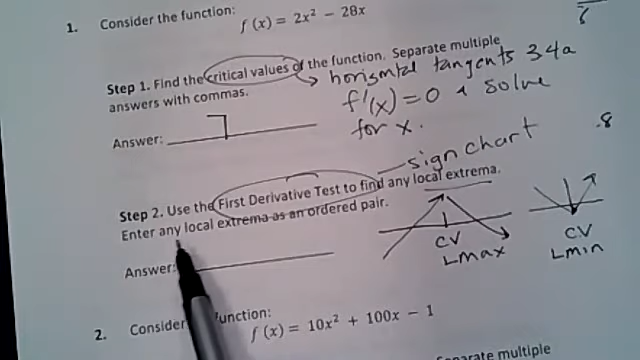 1. Consider the function:
f (x) = 2x² − 28x
Step 1. Find the critical values of the function. Separate multiple
answers with commas.
horizontal tangents 3.4a
f'(x) = 0 & solve
for x.
Answer: 7
.8
sign chart
Step 2. Use the First Derivative Test to find any local extrema.
Enter any local extrema as an ordered pair.
CV
Lmax
CV
Lmin
Answer:
2. Consider function:
f (x) = 10x² + 100x − 1
Separate multiple